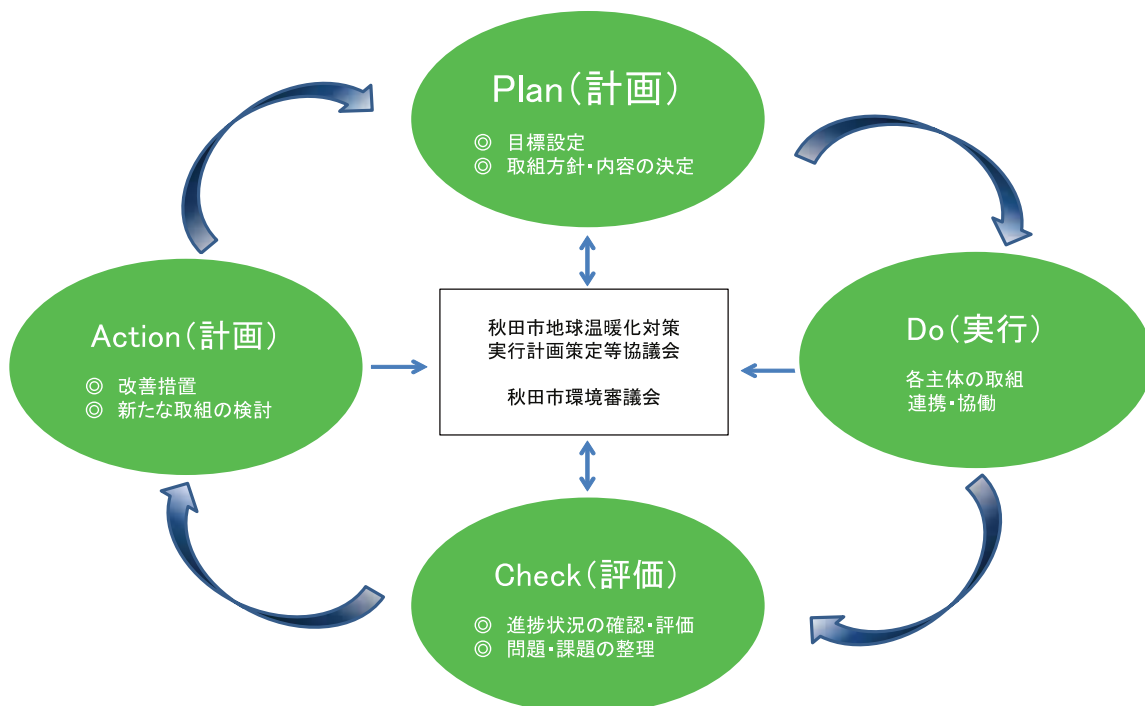 Plan(計画)
◎ 目標設定
◎ 取組方針・内容の決定
Action(計画)
◎ 改善措置
◎ 新たな取組の検討
秋田市地球温暖化対策
実行計画策定等協議会
秋田市環境審議会
Do(実行)
各主体の取組
連携・協働
Check(評価)
◎ 進捗状況の確認・評価
◎ 問題・課題の整理